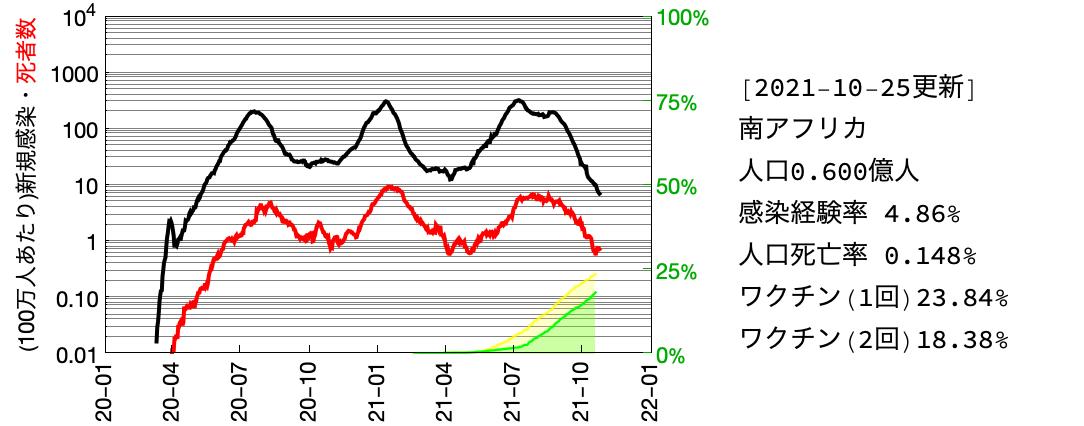 (100万人あたり)新規感染・死者数
10^4
1000
100
10
1
0.10
0.01
100%
75%
50%
25%
0%
20-01
20-04
20-07
20-10
21-01
21-04
21-07
21-10
22-01
[2021-10-25更新]
南アフリカ
人口0.600億人
感染経験率 4.86%
人口死亡率 0.148%
ワクチン(1回)23.84%
ワクチン(2回)18.38%